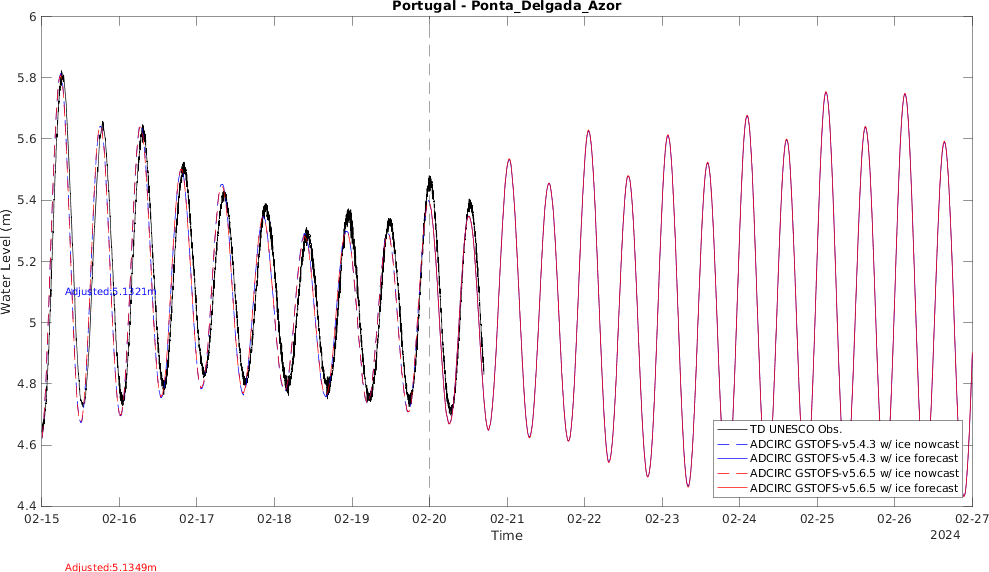 Portugal - Ponta_Delgada_Azor
6
5.8
5.6
5.4
5.2
5
4.8
4.6
4.4
Water Level (m)
Adjusted:5.1321m
TD UNESCO Obs.
ADCIRC GSTOFS-v5.4.3 w/ ice nowcast
ADCIRC GSTOFS-v5.4.3 w/ ice forecast
ADCIRC GSTOFS-v5.6.5 w/ ice nowcast
ADCIRC GSTOFS-v5.6.5 w/ ice forecast
02-15 02-16 02-17 02-18 02-19 02-20 02-21 02-22 02-23 02-24 02-25 02-26 02-27
Time
2024
Adjusted:5.1349m